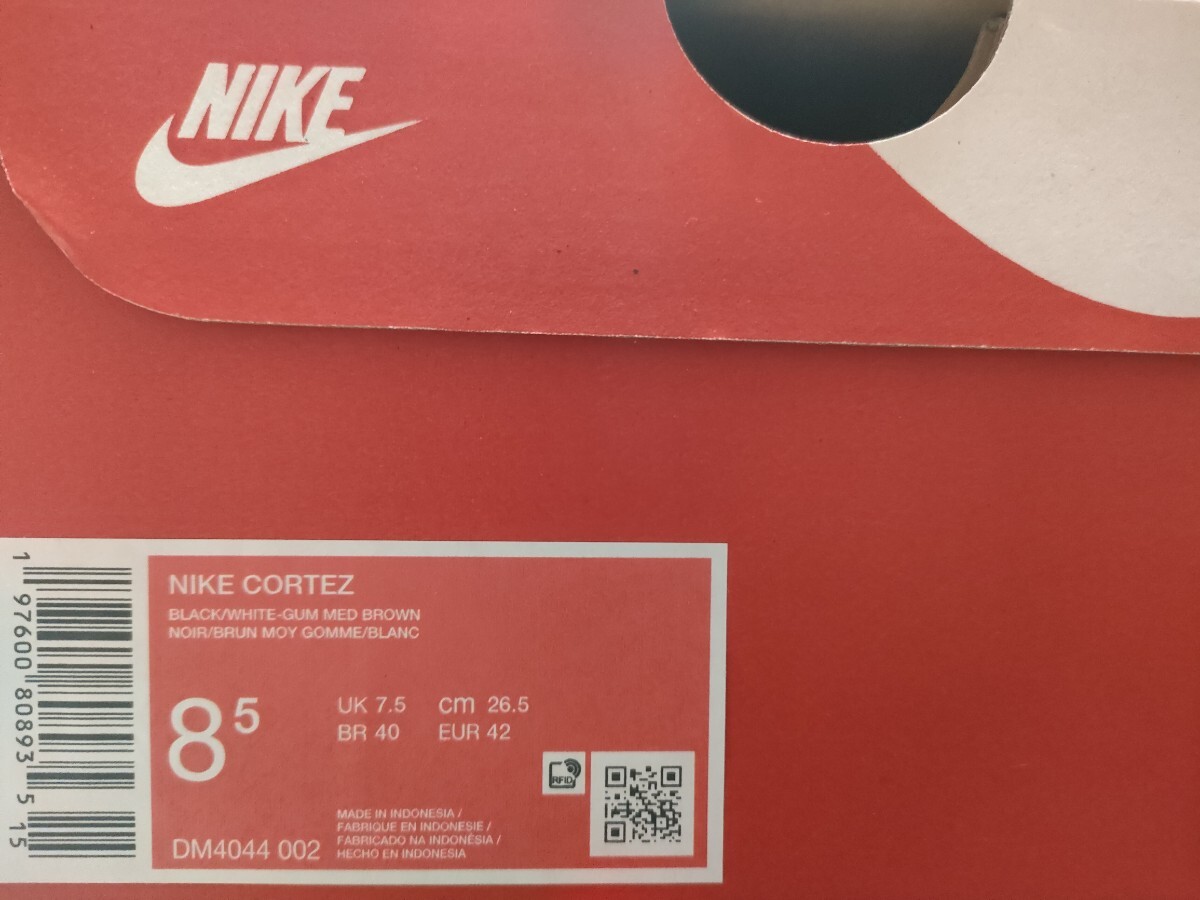 NIKE
NIKE CORTEZ
BLACK/WHITE-GUM MED BROWN
NOIR/BRUN MOY GOMME/BLANC
8 5
UK 7.5 cm 26.5
BR 40 EUR 42
RFID
MADE IN INDONESIA /
FABRIQUE EN INDONESIE /
FABRICADO NA INDONÉSIA /
HECHO EN INDONESIA
DM4044 002
1 97600 80893 5 15